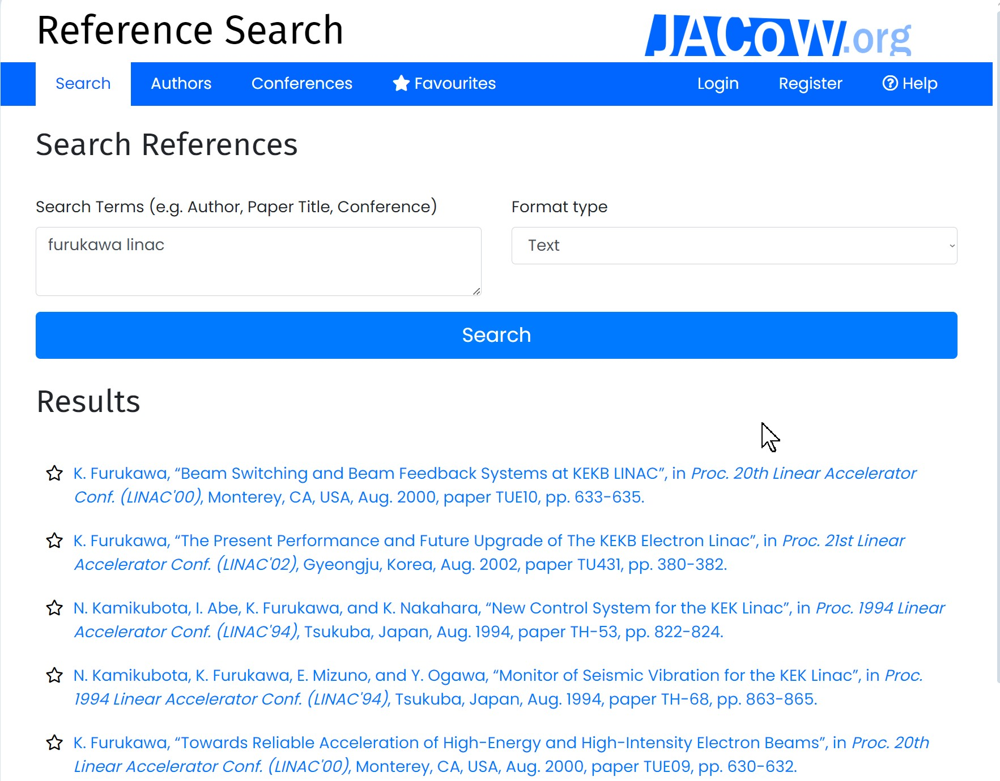 Reference Search
JACoW.org
Search Authors Conferences Favourites Login Register Help
Search References
Search Terms (e.g. Author, Paper Title, Conference) Format type
furukawa linac Text
Search
Results
K. Furukawa, “Beam Switching and Beam Feedback Systems at KEKB LINAC”, in Proc. 20th Linear Accelerator
Conf. (LINAC'00), Monterey, CA, USA, Aug. 2000, paper TUE10, pp. 633-635.
K. Furukawa, “The Present Performance and Future Upgrade of The KEKB Electron Linac”, in Proc. 21st Linear
Accelerator Conf. (LINAC'02), Gyeongju, Korea, Aug. 2002, paper TU431, pp. 380-382.
N. Kamikubota, I. Abe, K. Furukawa, and K. Nakahara, “New Control System for the KEK Linac”, in Proc. 1994 Linear
Accelerator Conf. (LINAC'94), Tsukuba, Japan, Aug. 1994, paper TH-53, pp. 822-824.
N. Kamikubota, K. Furukawa, E. Mizuno, and Y. Ogawa, “Monitor of Seismic Vibration for the KEK Linac”, in Proc.
1994 Linear Accelerator Conf. (LINAC'94), Tsukuba, Japan, Aug. 1994, paper TH-68, pp. 863-865.
K. Furukawa, “Towards Reliable Acceleration of High-Energy and High-Intensity Electron Beams”, in Proc. 20th
Linear Accelerator Conf. (LINAC'00), Monterey, CA, USA, Aug. 2000, paper TUE09, pp. 630-632.